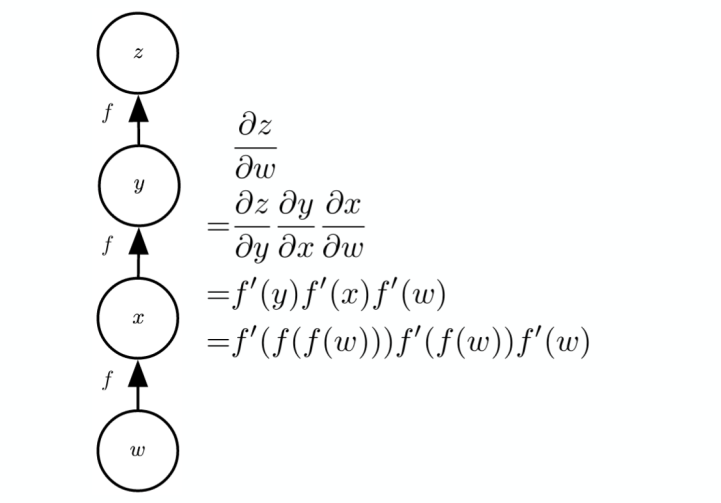 z
f
y
f
x
f
w
∂z/∂w
=∂z/∂y ∂y/∂x ∂x/∂w
=f′(y)f′(x)f′(w)
=f′(f(f(w)))f′(f(w))f′(w)